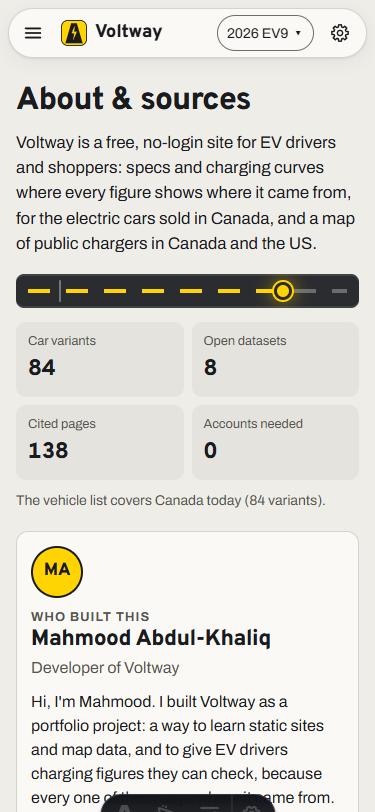 Voltway
2026 EV9
About & sources
Voltway is a free, no-login site for EV drivers
and shoppers: specs and charging curves
where every figure shows where it came from,
for the electric cars sold in Canada, and a map
of public chargers in Canada and the US.
Car variants
84
Open datasets
8
Cited pages
138
Accounts needed
0
The vehicle list covers Canada today (84 variants).
MA
WHO BUILT THIS
Mahmood Abdul-Khaliq
Developer of Voltway
Hi, I'm Mahmood. I built Voltway as a
portfolio project: a way to learn static sites
and map data, and to give EV drivers
charging figures they can check, because
every one came from.